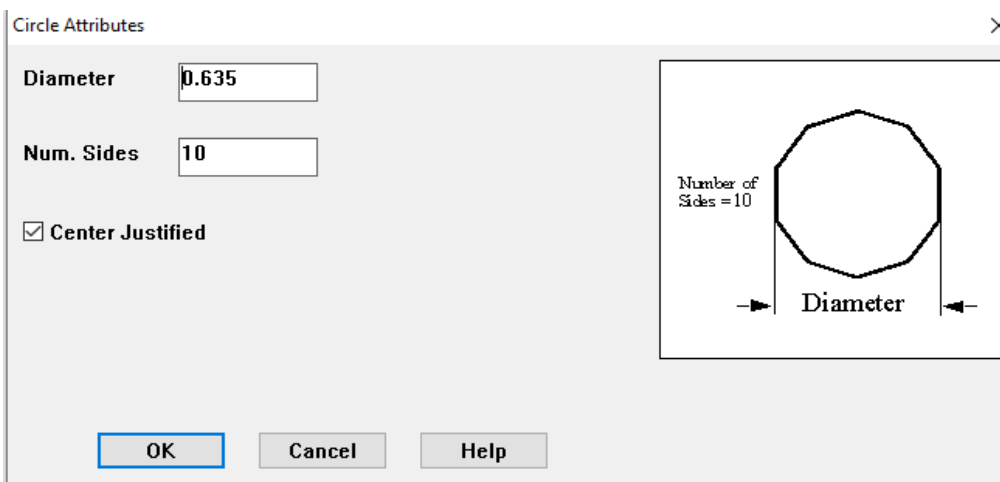 Circle Attributes
Diameter 0.635
Num. Sides 10
Center Justified
Number of
Sides = 10
Diameter
OK Cancel Help